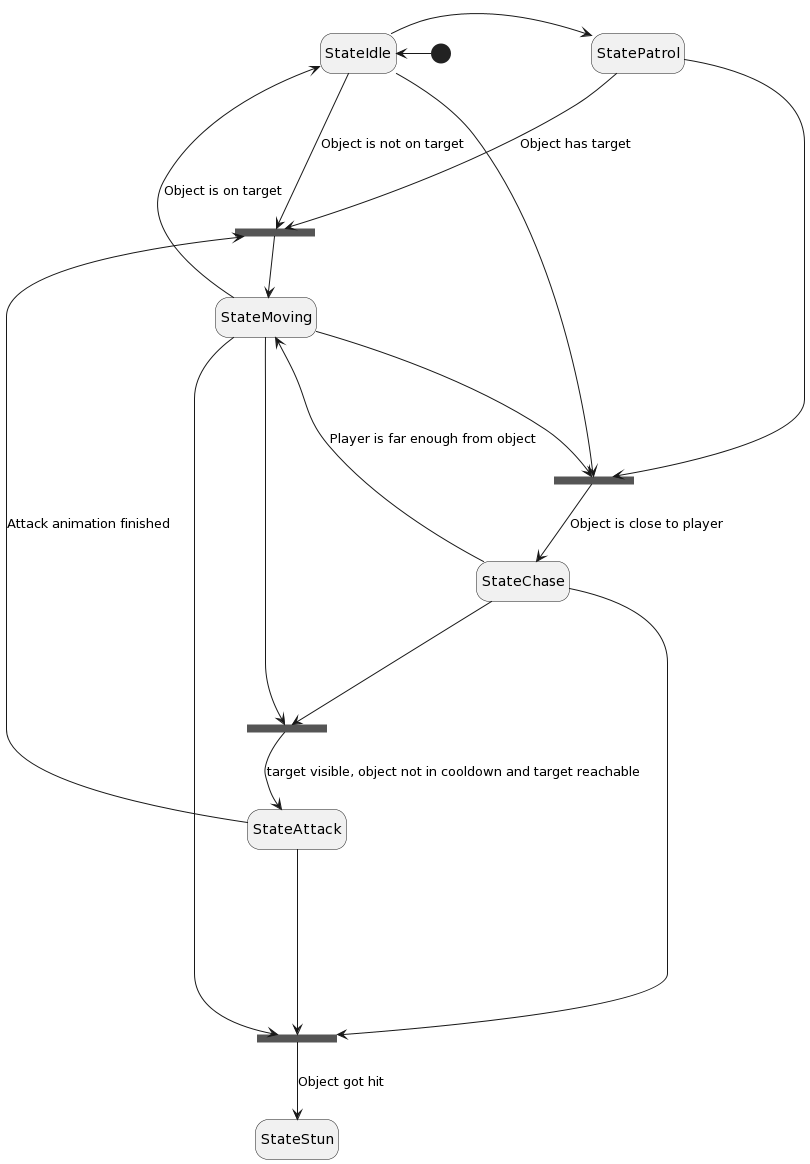 StateIdle
StatePatrol
Object is not on target
Object has target
Object is on target
StateMoving
Player is far enough from object
Attack animation finished
Object is close to player
StateChase
target visible, object not in cooldown and target reachable
StateAttack
Object got hit
StateStun